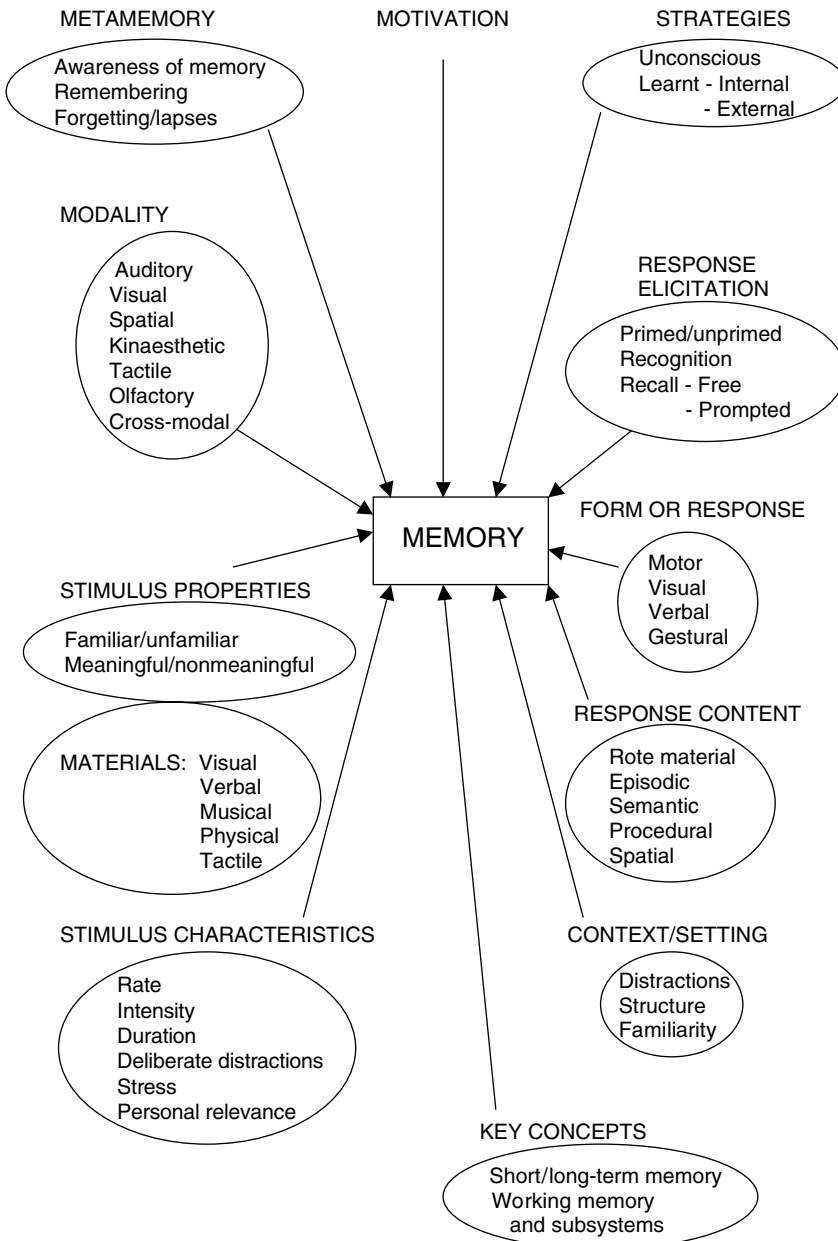 METAMEMORY
Awareness of memory
Remembering
Forgetting/lapses
MOTIVATION
STRATEGIES
Unconscious
Learnt - Internal
- External
MODALITY
Auditory
Visual
Spatial
Kinaesthetic
Tactile
Olfactory
Cross-modal
RESPONSE
ELICITATION
Primed/unprimed
Recognition
Recall - Free
- Prompted
MEMORY
FORM OR RESPONSE
Motor
Visual
Verbal
Gestural
STIMULUS PROPERTIES
Familiar/unfamiliar
Meaningful/nonmeaningful
MATERIALS: Visual
Verbal
Musical
Physical
Tactile
RESPONSE CONTENT
Rote material
Episodic
Semantic
Procedural
Spatial
STIMULUS CHARACTERISTICS
Rate
Intensity
Duration
Deliberate distractions
Stress
Personal relevance
CONTEXT/SETTING
Distractions
Structure
Familiarity
KEY CONCEPTS
Short/long-term memory
Working memory
and subsystems